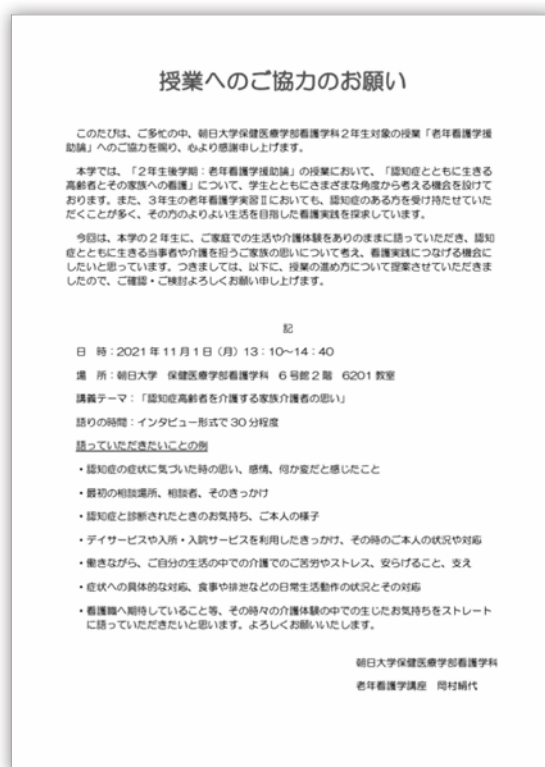 授業へのご協力のお願い
このたびは、ご多忙の中、朝日大学保健医療学部看護学科2年生対象の授業「老年看護学援
助論」へのご協力を賜り、心より感謝申し上げます。
本学では、「2年生後学期：老年看護学援助論」の授業において、「認知症とともに生きる
高齢者とその家族への看護」について、学生とともにさまざまな角度から考える機会を設けて
おります。また、3年生の老年看護学実習Ⅱにおいても、認知症のある方を受け持たせていた
だくことが多く、その方のよりよい生活を目指した看護実践を探求しています。
今回は、本学の2年生に、ご家庭での生活や介護体験をありのままに語っていただき、認知
症とともに生きる当事者や介護を担うご家族の思いについて考え、看護実践につなげる機会に
したいと思っています。つきましては、以下に、授業の進め方について提案させていただきま
したので、ご確認・ご検討よろしくお願い申し上げます。
記
日　時：2021年11月1日（月）13：10～14：40
場　所：朝日大学　保健医療学部看護学科　6号館2階　6201教室
講義テーマ：「認知症高齢者を介護する家族介護者の思い」
語りの時間：インタビュー形式で30分程度
語っていただきたいことの例
・認知症の症状に気づいた時の思い、感情、何か変だと感じたこと
・最初の相談場所、相談者、そのきっかけ
・認知症と診断されたときのお気持ち、ご本人の様子
・デイサービスや入所・入院サービスを利用したきっかけ、その時のご本人の状況や対応
・働きながら、ご自分の生活の中での介護でのご苦労やストレス、安らげること、支え
・症状への具体的な対応、食事や排泄などの日常生活動作の状況とその対応
・看護職へ期待していること等、その時々の介護体験の中での生じたお気持ちをストレート
に語っていただきたいと思います。よろしくお願いいたします。
朝日大学保健医療学部看護学科
老年看護学講座　岡村絹代